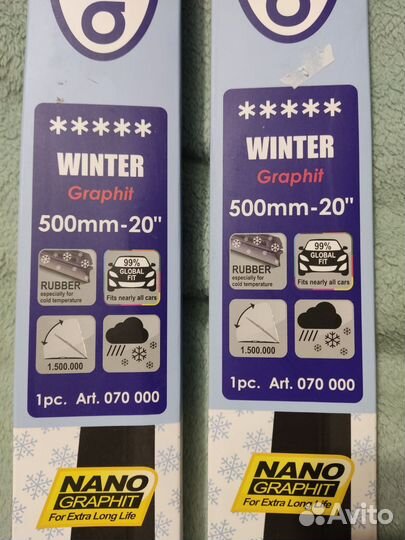 *****
WINTER
Graphit
500mm-20"
RUBBER
especially for
cold temperature
99%
GLOBAL
FIT
Fits nearly all cars
1.500.000
1pc. Art. 070 000
NANO
GRAPHIT
For Extra Long Life
*****
WINTER
Graphit
500mm-20"
RUBBER
especially for
cold temperature
99%
GLOBAL
FIT
Fits nearly all cars
1.500.000
1pc. Art. 070 000
NANO
GRAPHIT
For Extra Long Life
Avito